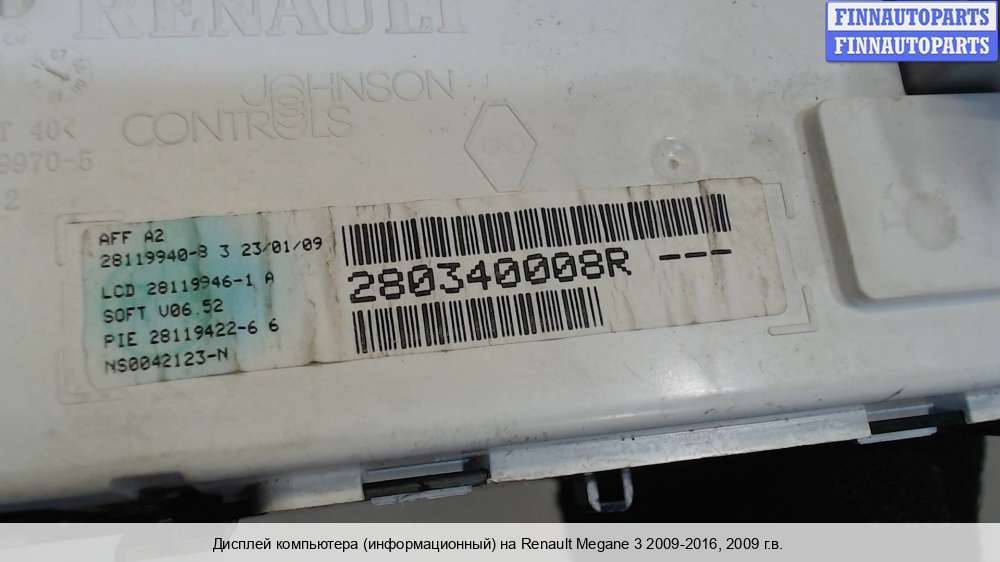 RENAULT
FINNAUTOPARTS
FINNAUTOPARTS
JOHNSON
CONTROLS
40<
9970-5
2
AFF A2
28119940-B 3 23/01/09
LCD 28119946-1 A
SOFT V06.52
PIE 28119422-6 6
NS0042123-N
280340008R ---
Дисплей компьютера (информационный) на Renault Megane 3 2009-2016, 2009 г.в.